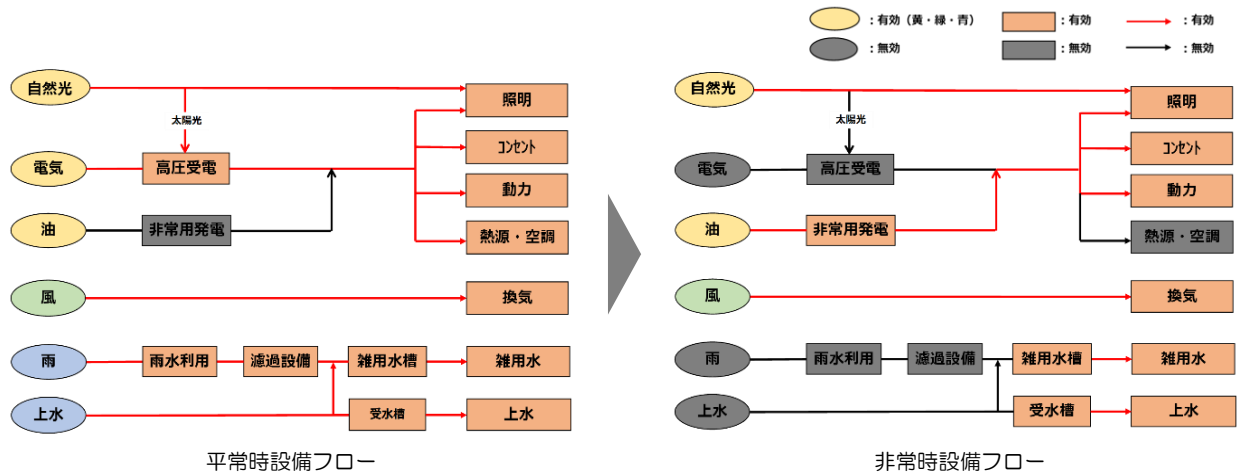 ：有効（黄・緑・青）
：有効
：有効
：無効
：無効
：無効
自然光
照明
太陽光
コンセント
電気
高圧受電
動力
油
非常用発電
熱源・空調
風
換気
雨
雨水利用
濾過設備
雑用水槽
雑用水
上水
受水槽
上水
平常時設備フロー
自然光
照明
太陽光
コンセント
電気
高圧受電
動力
油
非常用発電
熱源・空調
風
換気
雨
雨水利用
濾過設備
雑用水槽
雑用水
上水
受水槽
上水
非常時設備フロー